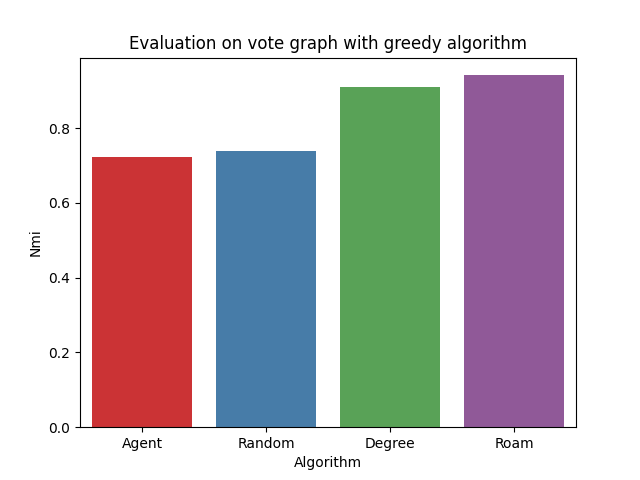 Evaluation on vote graph with greedy algorithm
0.8
0.6
0.4
0.2
0.0
Nmi
Agent Random Degree Roam
Algorithm